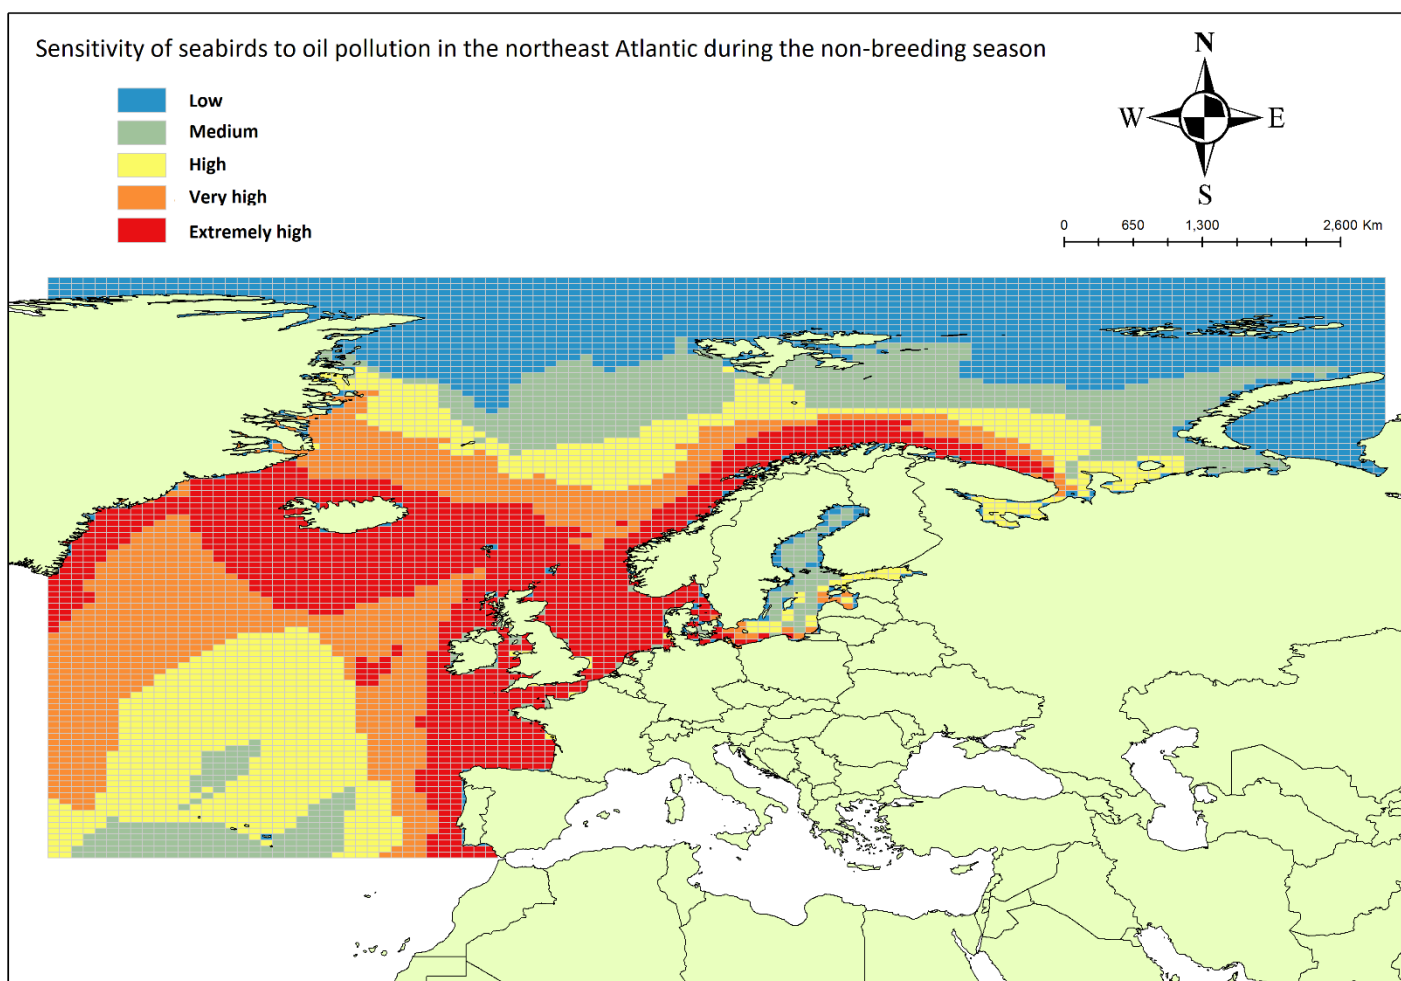 Sensitivity of seabirds to oil pollution in the northeast Atlantic during the non-breeding season
Low
Medium
High
Very high
Extremely high
N
W E
S
0 650 1,300 2,600 Km